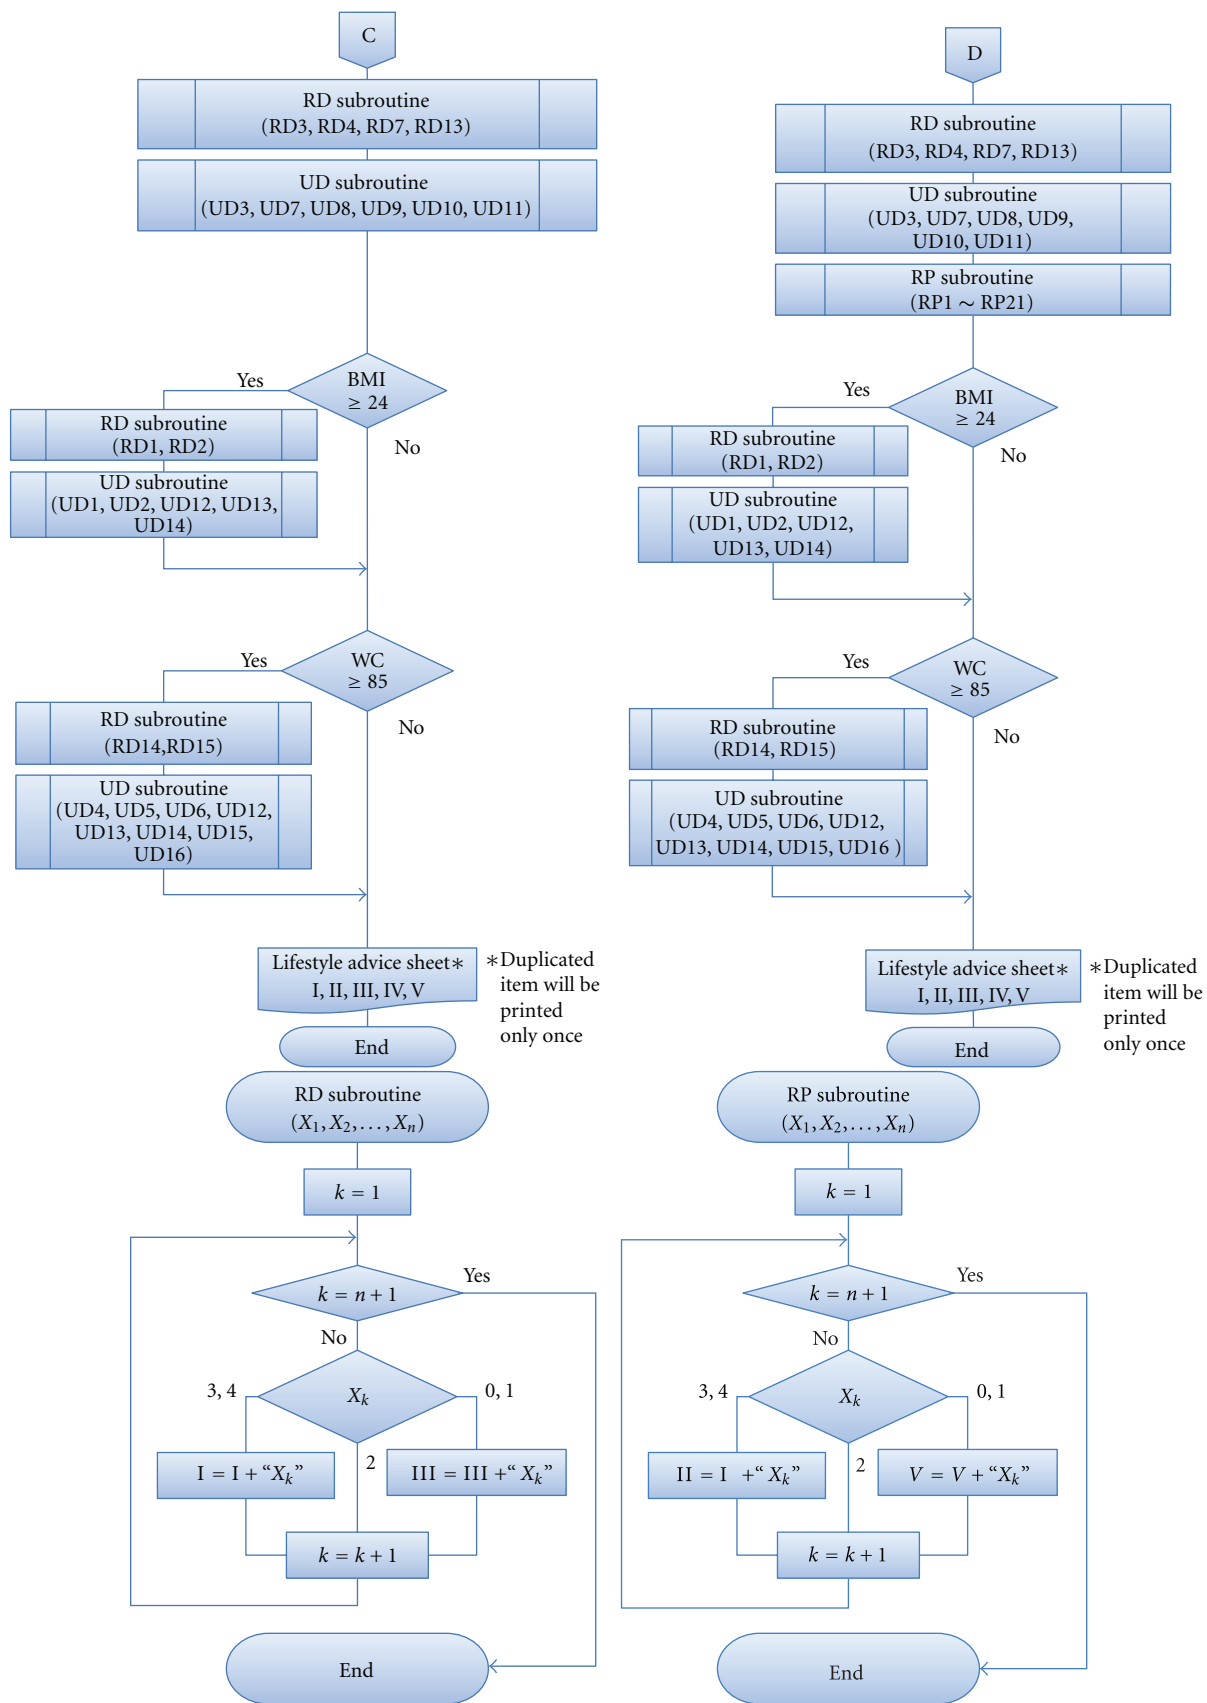 C
RD subroutine
(RD3, RD4, RD7, RD13)
UD subroutine
(UD3, UD7, UD8, UD9, UD10, UD11)
BMI
≥ 24
Yes
No
RD subroutine
(RD1, RD2)
UD subroutine
(UD1, UD2, UD12, UD13,
UD14)
WC
≥ 85
Yes
No
RD subroutine
(RD14,RD15)
UD subroutine
(UD4, UD5, UD6, UD12,
UD13, UD14, UD15,
UD16)
Lifestyle advice sheet∗
I, II, III, IV, V
∗Duplicated
item will be
printed
only once
End
D
RD subroutine
(RD3, RD4, RD7, RD13)
UD subroutine
(UD3, UD7, UD8, UD9,
UD10, UD11)
RP subroutine
(RP1 ∼ RP21)
BMI
≥ 24
Yes
No
RD subroutine
(RD1, RD2)
UD subroutine
(UD1, UD2, UD12,
UD13, UD14)
WC
≥ 85
Yes
No
RD subroutine
(RD14, RD15)
UD subroutine
(UD4, UD5, UD6, UD12,
UD13, UD14, UD15, UD16 )
Lifestyle advice sheet∗
I, II, III, IV, V
∗Duplicated
item will be
printed
only once
End
RD subroutine
(X₁, X₂, . . . , Xₙ)
k = 1
k = n + 1
Yes
No
Xₖ
3, 4
0, 1
2
I = I + “Xₖ”
III = III +“ Xₖ”
k = k + 1
End
RP subroutine
(X₁, X₂, . . . , Xₙ)
k = 1
k = n + 1
Yes
No
Xₖ
3, 4
0, 1
2
II = I +“ Xₖ”
V = V + “Xₖ”
k = k + 1
End